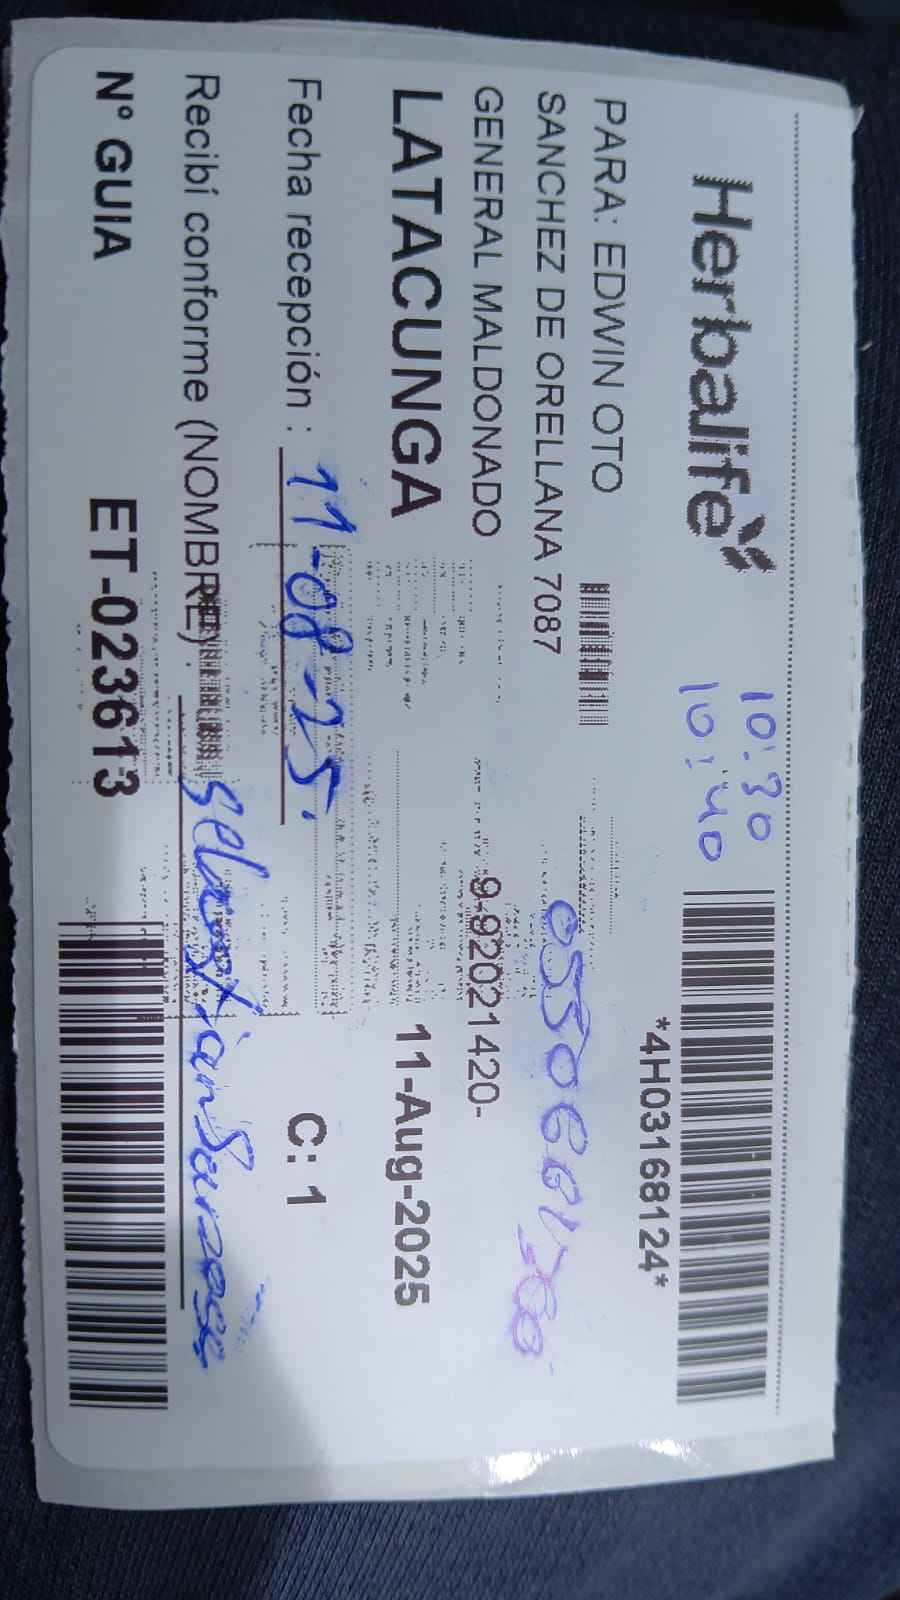 Herbalife
10:30
10:40
*4H03168124*
PARA: EDWIN OTO
SANCHEZ DE ORELLANA 7087
GENERAL MALDONADO
9-92021420-
LATACUNGA
11-Aug-2025
Fecha recepción :
11-08-25.
C: 1
Recibí conforme (NOMBRE) :
Nº GUIA
ET-023613